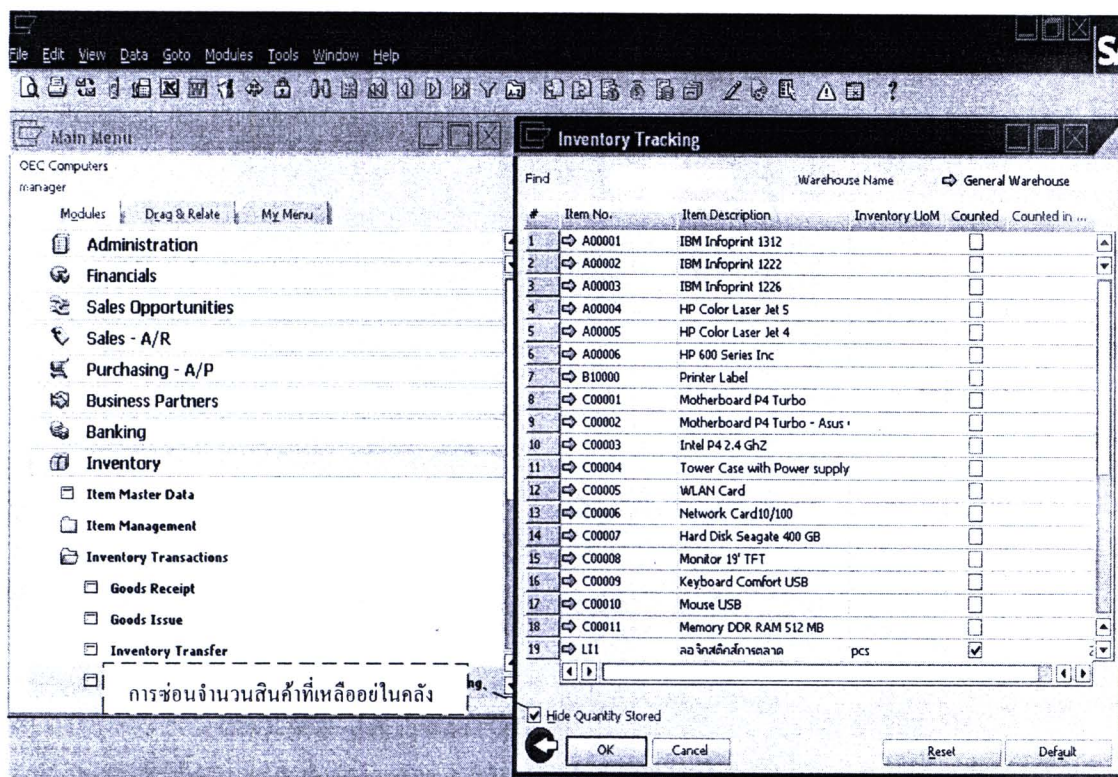 File Edit View Data Goto Modules Tools Window Help
Main Menu
OEC Computers
manager
Modules Drag & Relate My Menu
Administration
Financials
Sales Opportunities
Sales - A/R
Purchasing - A/P
Business Partners
Banking
Inventory
Item Master Data
Item Management
Inventory Transactions
Goods Receipt
Goods Issue
Inventory Transfer
การซ่อนจำนวนสินค้าที่เหลืออยู่ในคลัง
Inventory Tracking
Find Warehouse Name General Warehouse
# Item No. Item Description Inventory UoM Counted Counted in ...
1 A00001 IBM Infoprint 1312
2 A00002 IBM Infoprint 1222
3 A00003 IBM Infoprint 1226
4 A00004 HP Color Laser Jet 5
5 A00005 HP Color Laser Jet 4
6 A00006 HP 600 Series Inc
7 B10000 Printer Label
8 C00001 Motherboard P4 Turbo
9 C00002 Motherboard P4 Turbo - Asus
10 C00003 Intel P4 2.4 GhZ
11 C00004 Tower Case with Power supply
12 C00005 WLAN Card
13 C00006 Network Card10/100
14 C00007 Hard Disk Seagate 400 GB
15 C00008 Monitor 19' TFT
16 C00009 Keyboard Comfort USB
17 C00010 Mouse USB
18 C00011 Memory DDR RAM 512 MB
19 LI1 ลอจิกสติกส์การตลาด pcs
Hide Quantity Stored
OK Cancel Reset Default